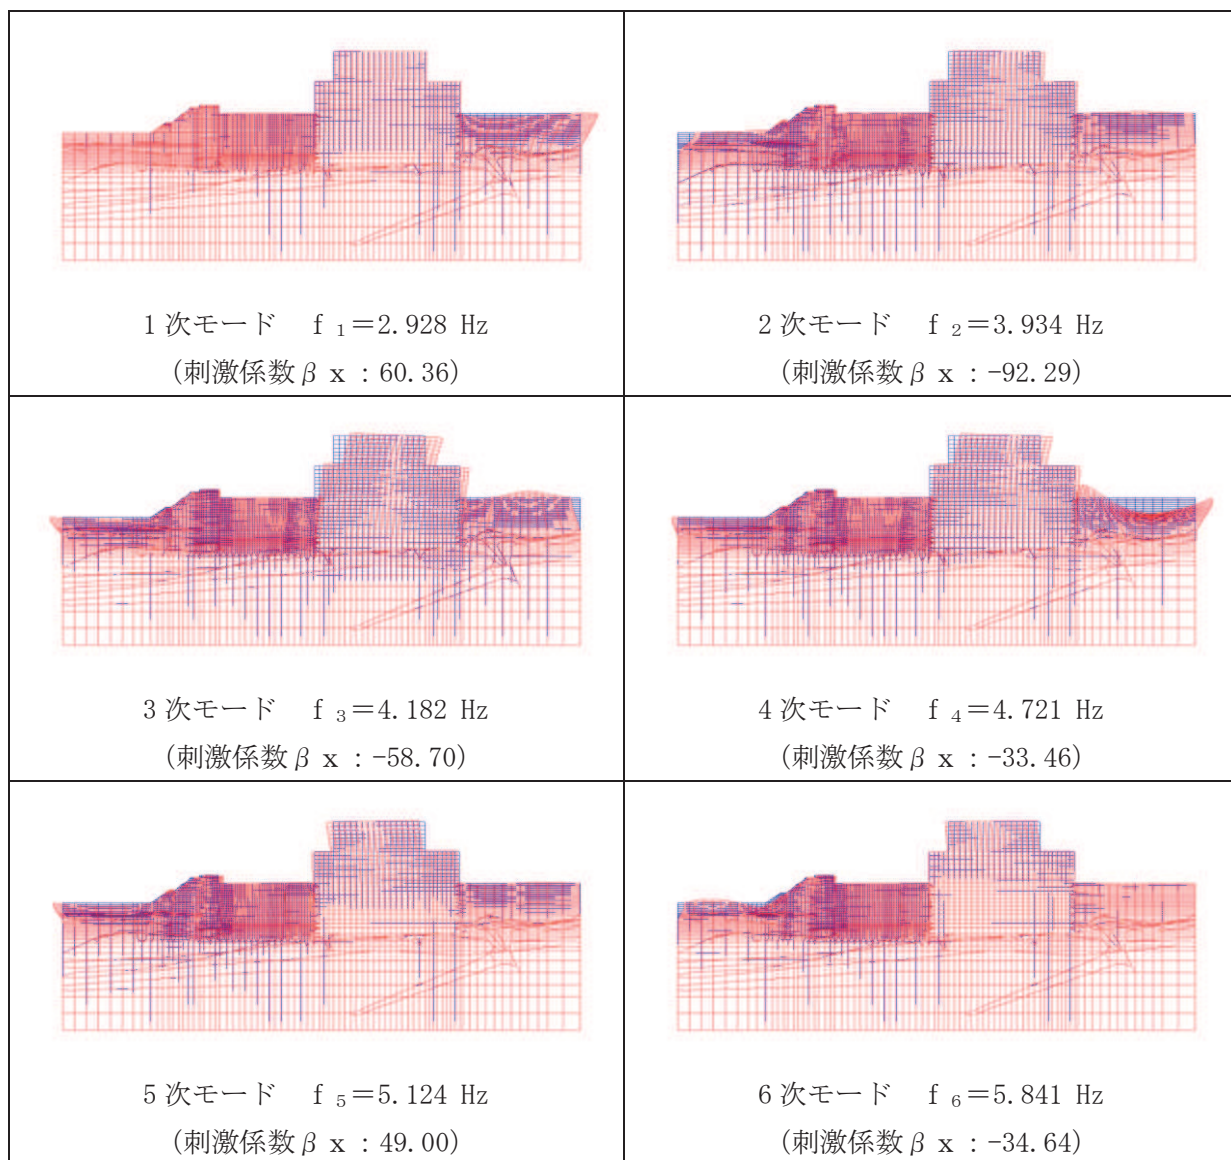 1 次モード f 1＝2.928 Hz
(刺激係数β x：60.36)
2 次モード f 2＝3.934 Hz
(刺激係数β x：-92.29)
3 次モード f 3＝4.182 Hz
(刺激係数β x：-58.70)
4 次モード f 4＝4.721 Hz
(刺激係数β x：-33.46)
5 次モード f 5＝5.124 Hz
(刺激係数β x：49.00)
6 次モード f 6＝5.841 Hz
(刺激係数β x：-34.64)